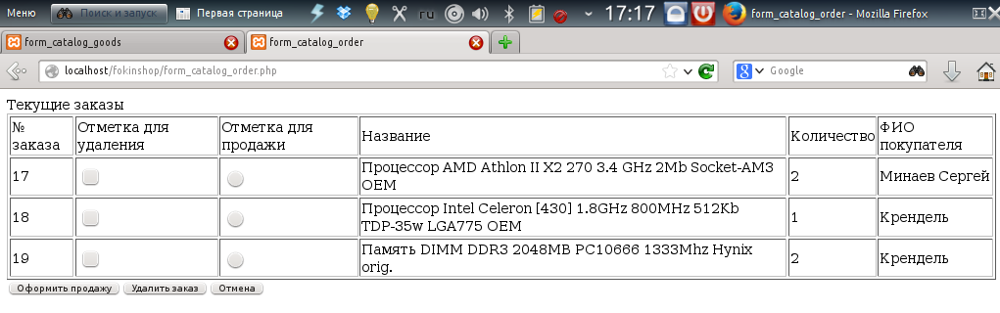 Меню Поиск и запуск Первая страница ru 17:17 form_catalog_order - Mozilla Firefox
form_catalog_goods form_catalog_order
localhost/fokinshop/form_catalog_order.php Google
Текущие заказы
№ заказа Отметка для удаления Отметка для продажи Название Количество ФИО покупателя
17 Процессор AMD Athlon II X2 270 3.4 GHz 2Mb Socket-AM3 OEM 2 Минаев Сергей
18 Процессор Intel Celeron [430] 1.8GHz 800MHz 512Kb TDP-35w LGA775 OEM 1 Крендель
19 Память DIMM DDR3 2048MB PC10666 1333Mhz Hynix orig. 2 Крендель
Оформить продажу Удалить заказ Отмена